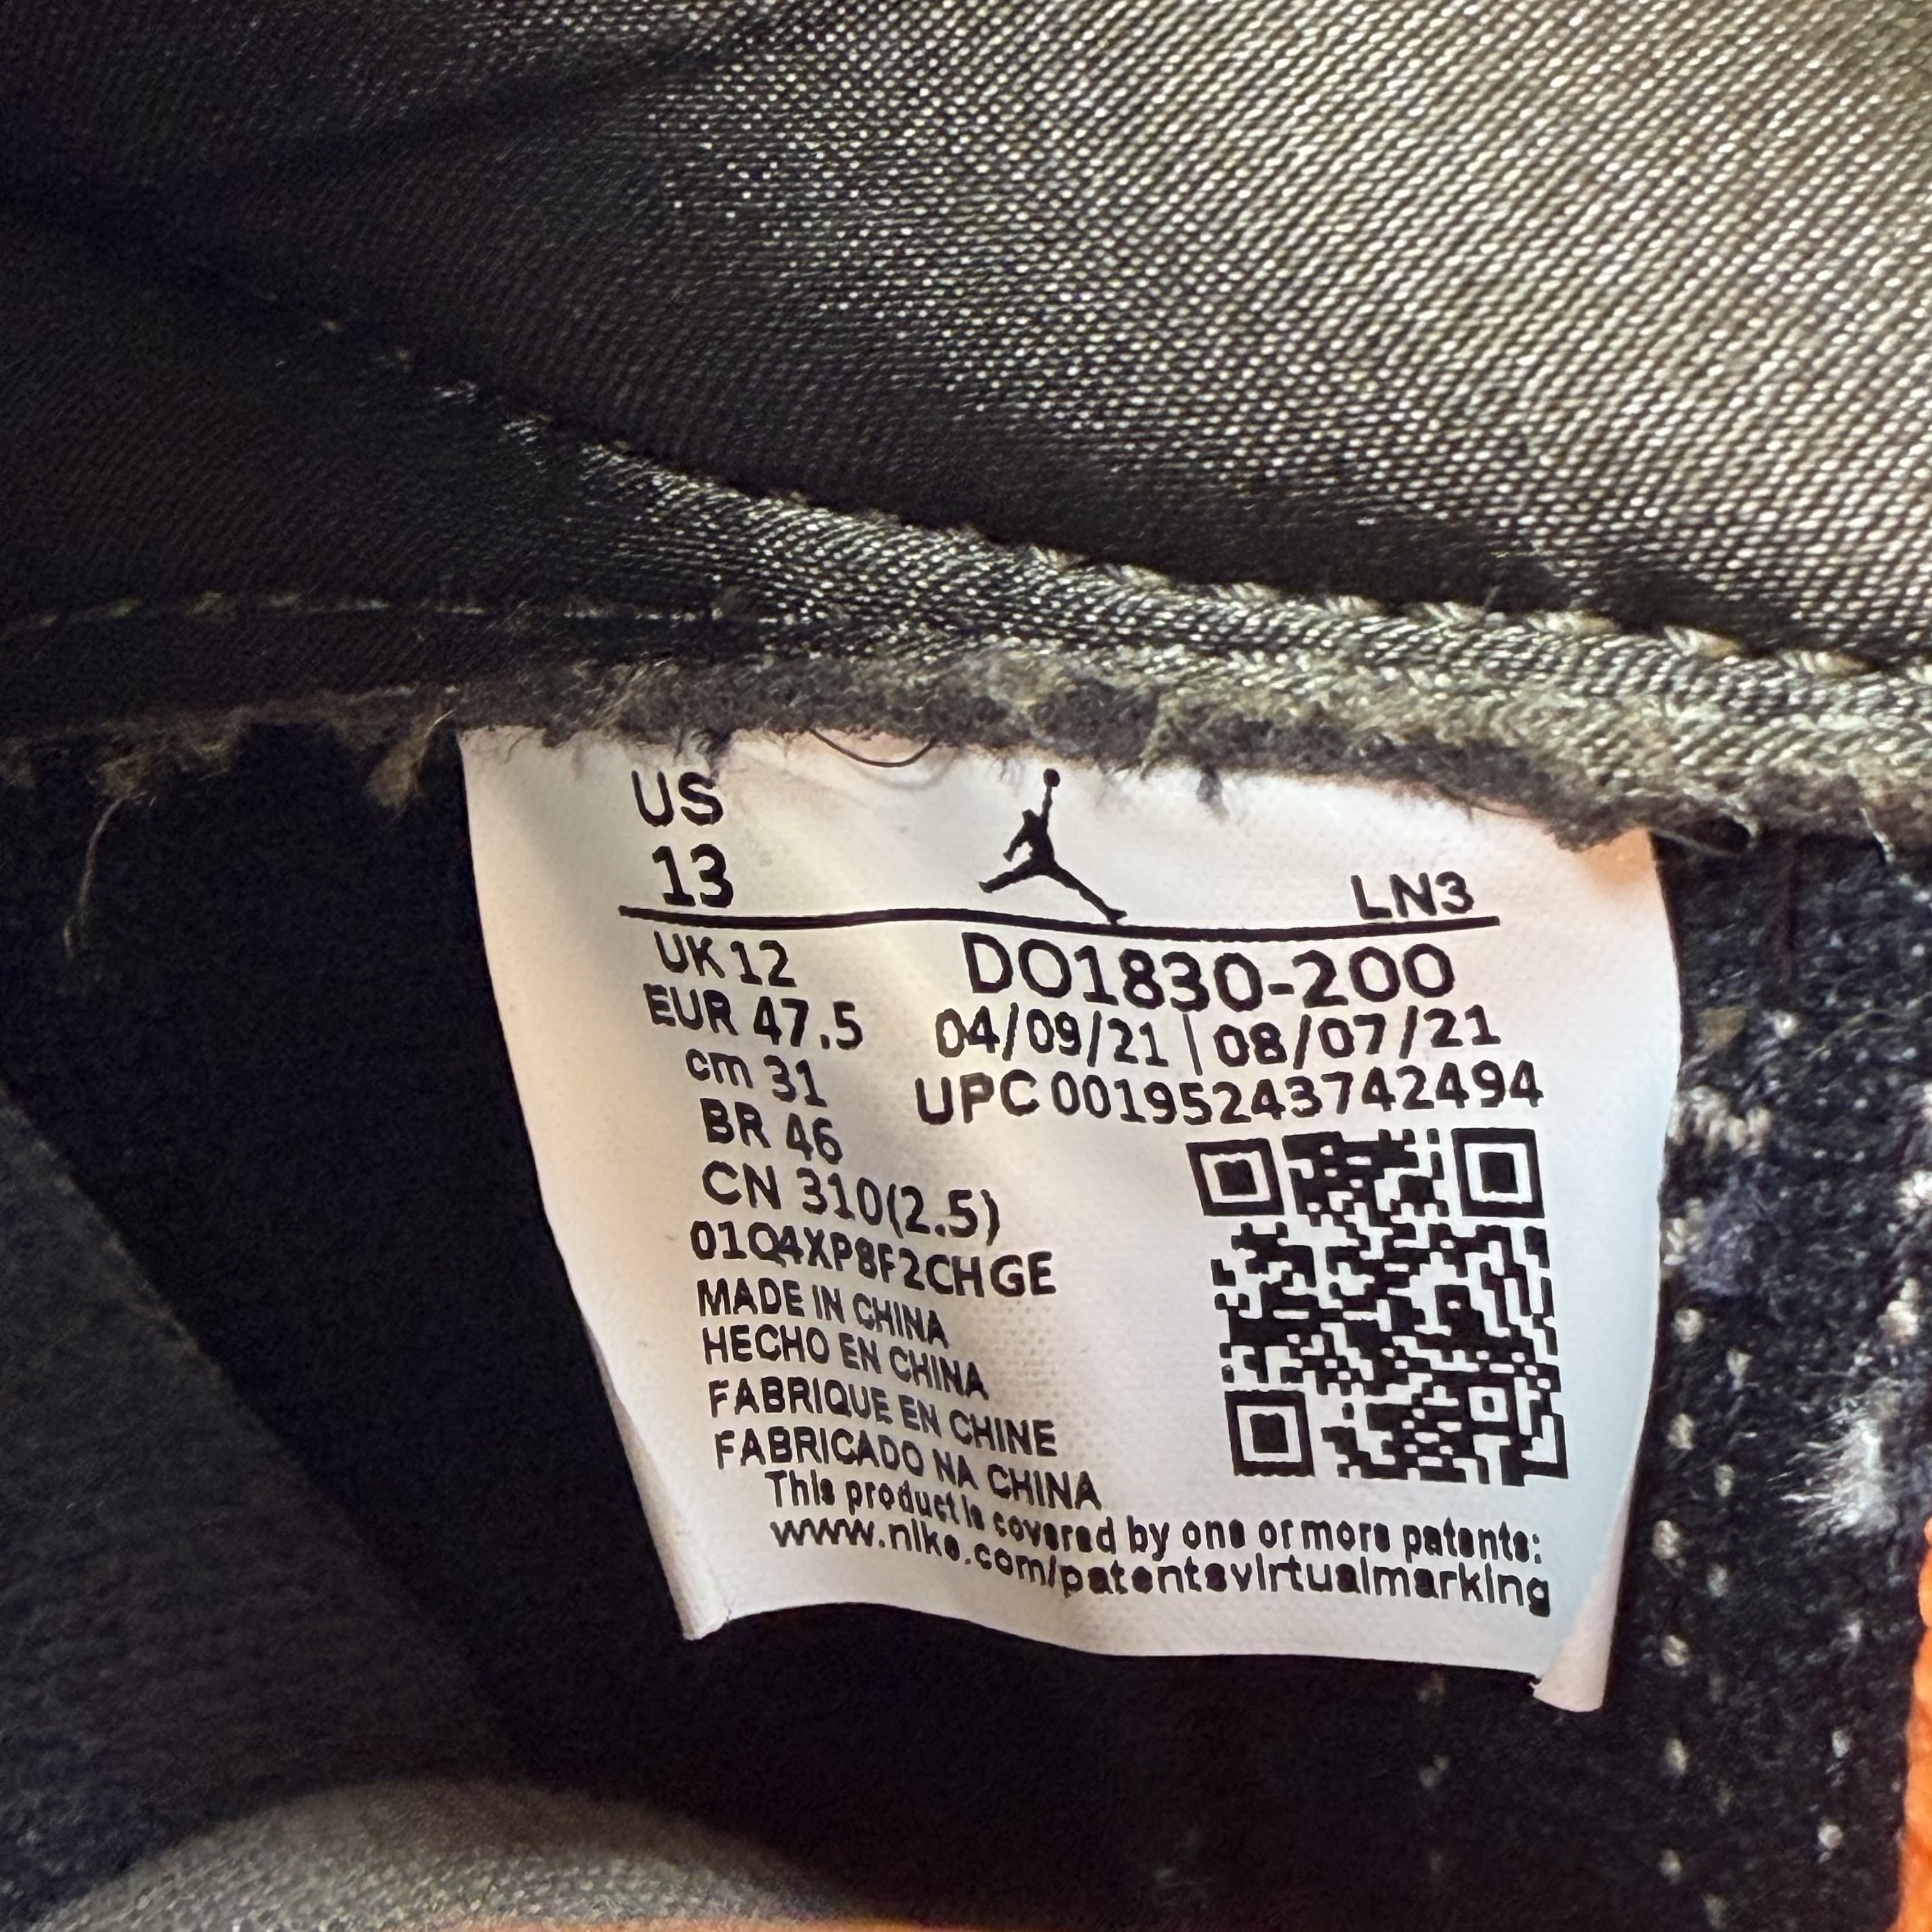 US
13
LN3
UK 12
DO1830-200
EUR 47.5
04/09/21 | 08/07/21
cm 31
UPC 00195243742494
BR 46
CN 310(2.5)
01Q4XP8F2CHGE
MADE IN CHINA
HECHO EN CHINA
FABRIQUE EN CHINE
FABRICADO NA CHINA
This product is covered by one or more patents:
www.nike.com/patentsvirtualmarking